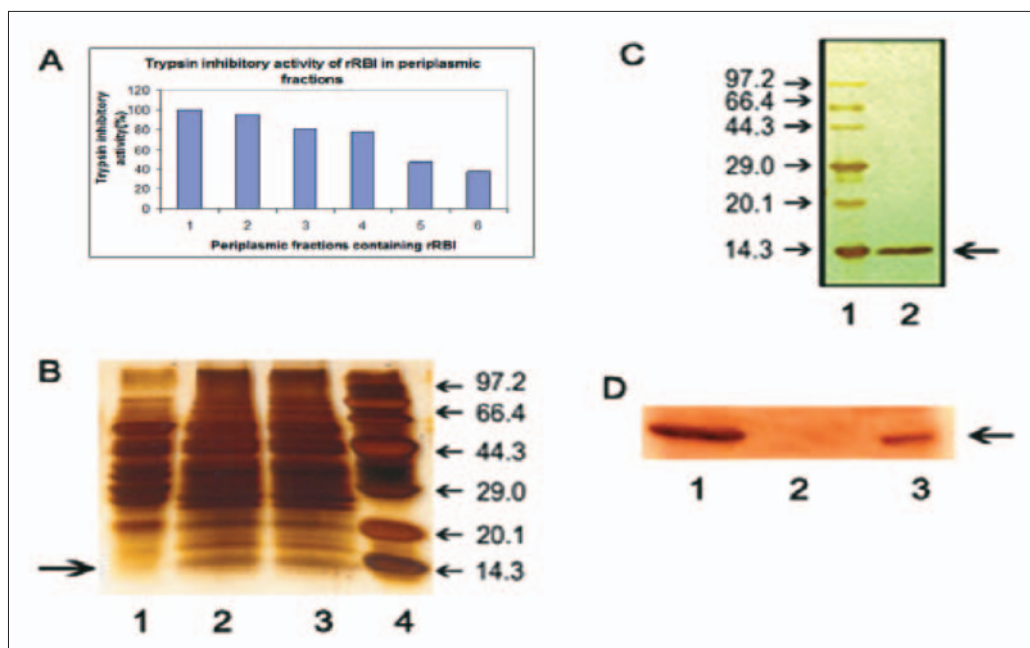 A
Trypsin inhibitory activity of rRBI in periplasmic
fractions
Trypsin inhibitory
activity(%)
120
100
80
60
40
20
0
1 2 3 4 5 6
Periplasmic fractions containing rRBI
B
97.2
66.4
44.3
29.0
20.1
14.3
1 2 3 4
C
97.2
66.4
44.3
29.0
20.1
14.3
1 2
D
1 2 3